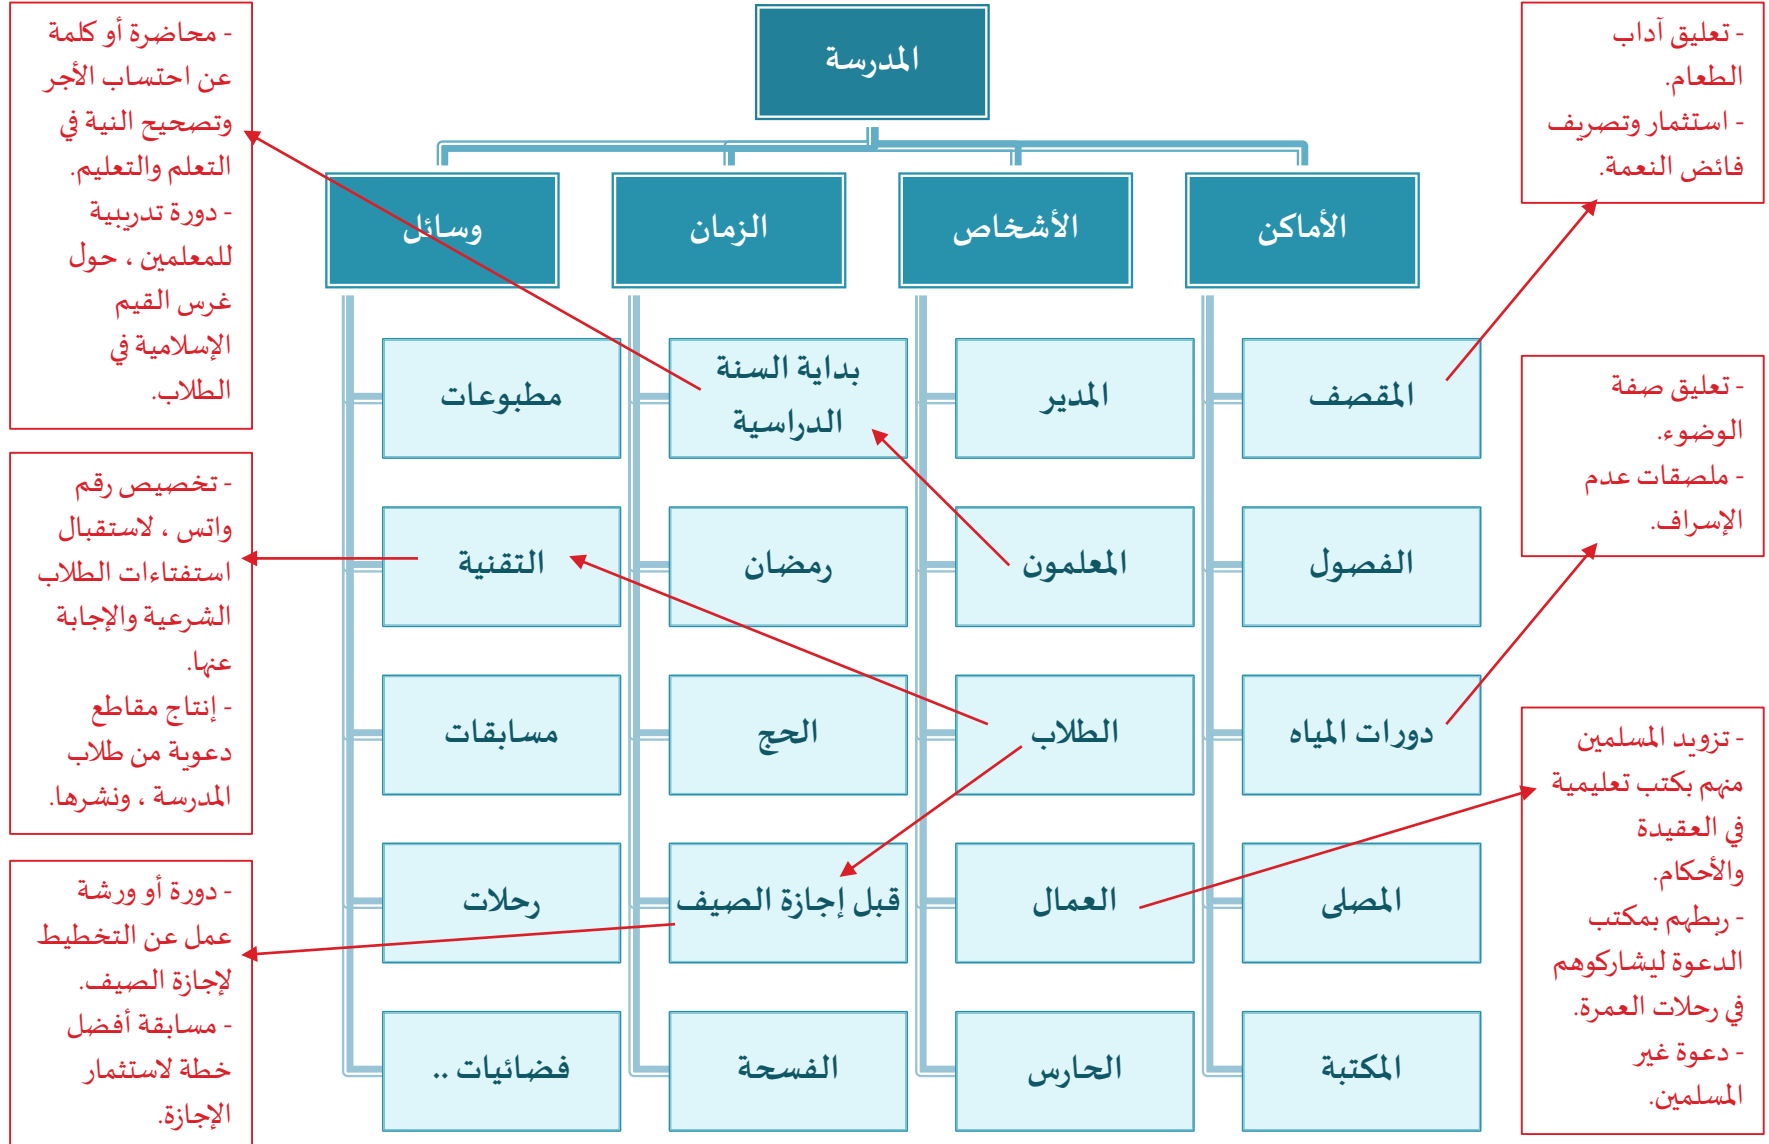 المدرسة
الأماكن
الأشخاص
الزمان
وسائل
المقصف
الفصول
دورات المياه
المصلى
المكتبة
المدير
المعلمون
الطلاب
العمال
الحارس
بداية السنة
الدراسية
رمضان
الحج
قبل إجازة الصيف
الفسحة
مطبوعات
التقنية
مسابقات
رحلات
فضائيات ..
- تعليق آداب
الطعام.
- استثمار وتصريف
فائض النعمة.
- تعليق صفة
الوضوء.
- ملصقات عدم
الإسراف.
- تزويد المسلمين
منهم بكتب تعليمية
في العقيدة
والأحكام.
- ربطهم بمكتب
الدعوة ليشاركوهم
في رحلات العمرة.
- دعوة غير
المسلمين.
- محاضرة أو كلمة
عن احتساب الأجر
وتصحيح النية في
التعلم والتعليم.
- دورة تدريبية
للمعلمين ، حول
غرس القيم
الإسلامية في
الطلاب.
- تخصيص رقم
واتس ، لاستقبال
استفتاءات الطلاب
الشرعية والإجابة
عنها.
- إنتاج مقاطع
دعوية من طلاب
المدرسة ، ونشرها.
- دورة أو ورشة
عمل عن التخطيط
لإجازة الصيف.
- مسابقة أفضل
خطة لاستثمار
الإجازة.